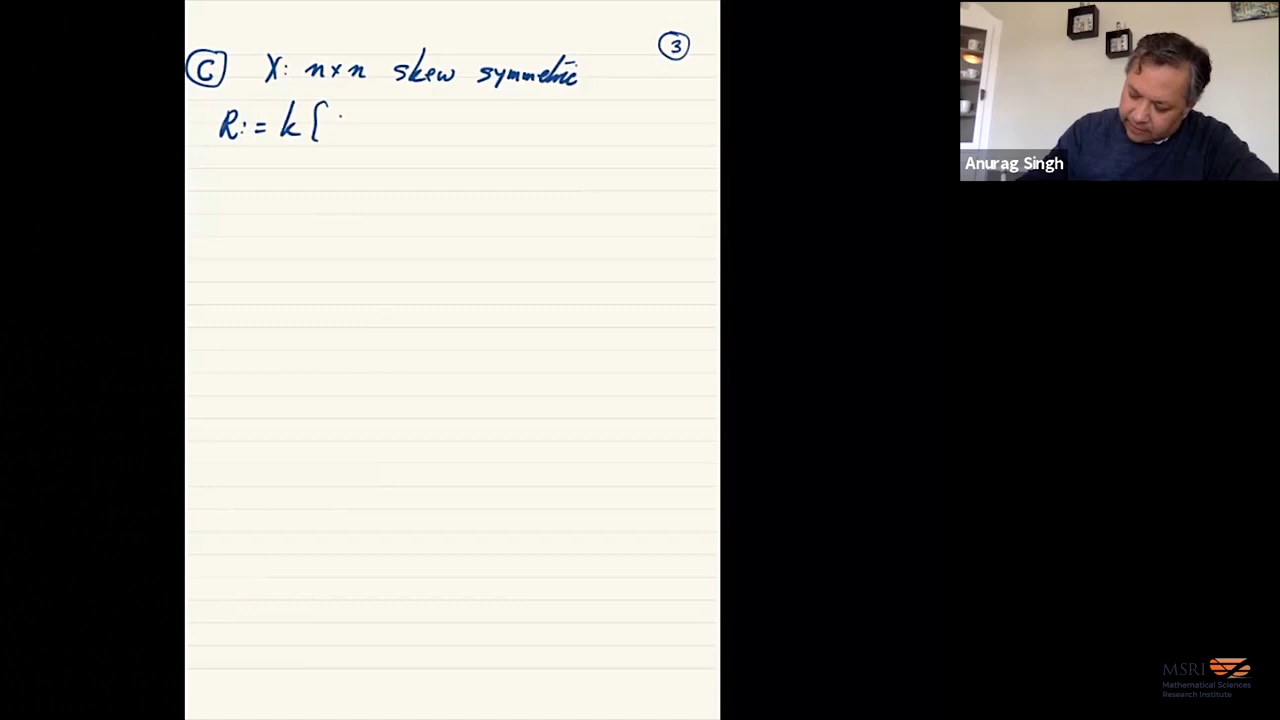 ③
Ⓒ X: n×n skew symmetric
R:= k[
Anurag Singh
MSRI
Mathematical Sciences
Research Institute